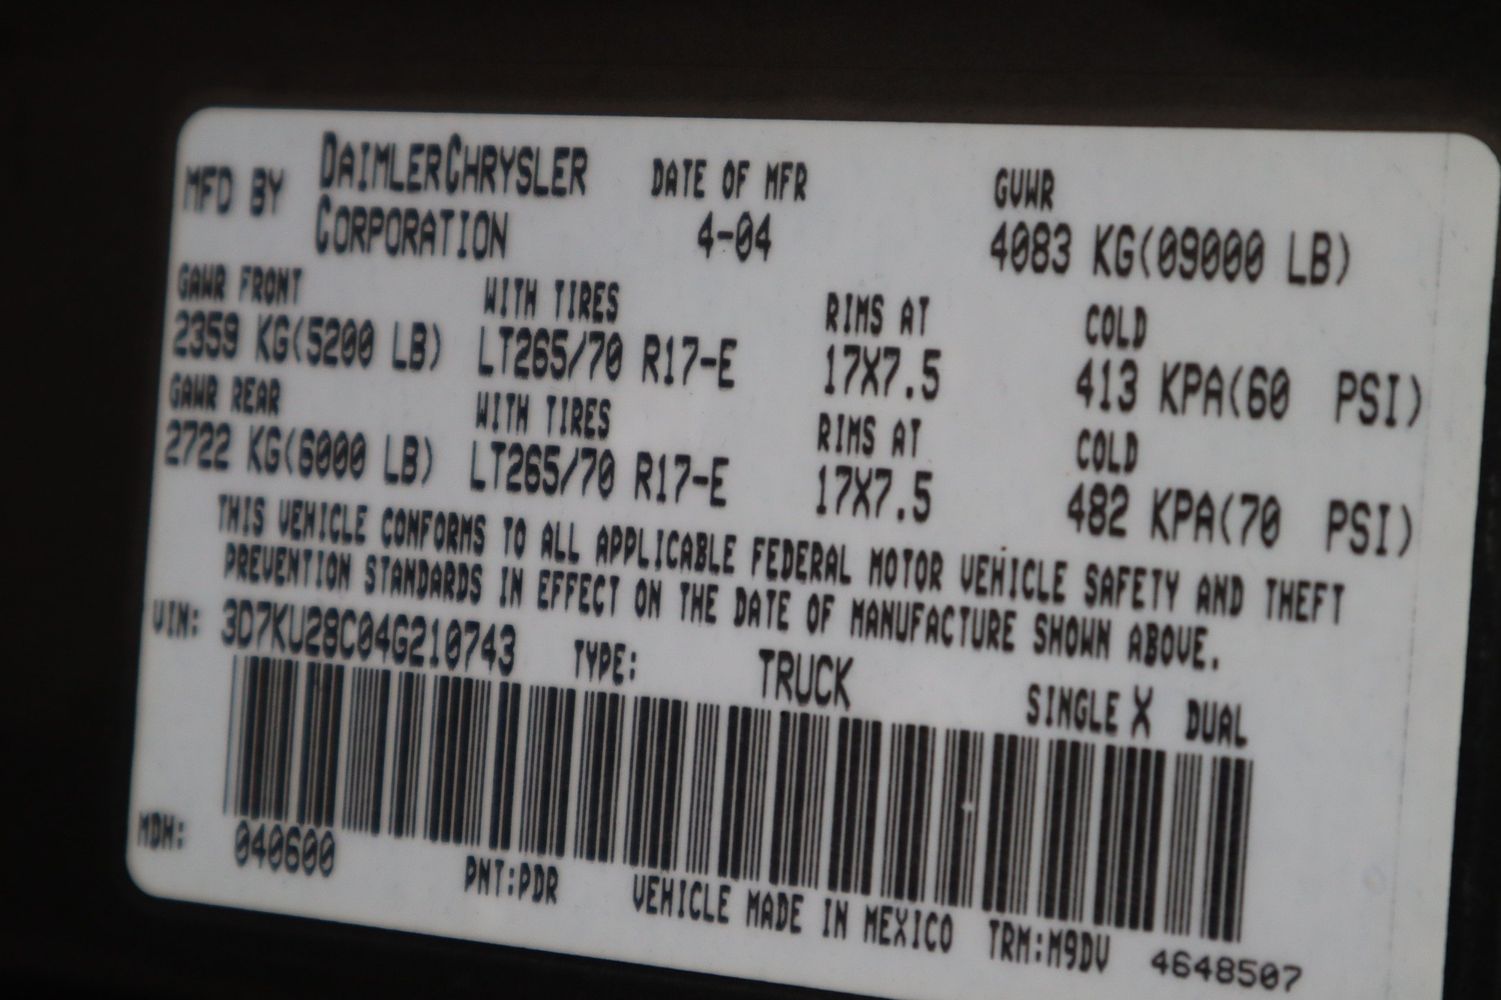 MFD BY DAIMLERCHRYSLER CORPORATION DATE OF MFR 4-04 GVWR 4083 KG(09000 LB)
GAWR FRONT WITH TIRES RIMS AT COLD
2359 KG(5200 LB) LT265/70 R17-E 17X7.5 413 KPA(60 PSI)
GAWR REAR WITH TIRES RIMS AT COLD
2722 KG(6000 LB) LT265/70 R17-E 17X7.5 482 KPA(70 PSI)
THIS VEHICLE CONFORMS TO ALL APPLICABLE FEDERAL MOTOR VEHICLE SAFETY AND THEFT
PREVENTION STANDARDS IN EFFECT ON THE DATE OF MANUFACTURE SHOWN ABOVE.
VIN: 3D7KU28C04G210743 TYPE: TRUCK SINGLE X DUAL
MDH: 040600 PNT:PDR VEHICLE MADE IN MEXICO TRM:M9DV 4648507